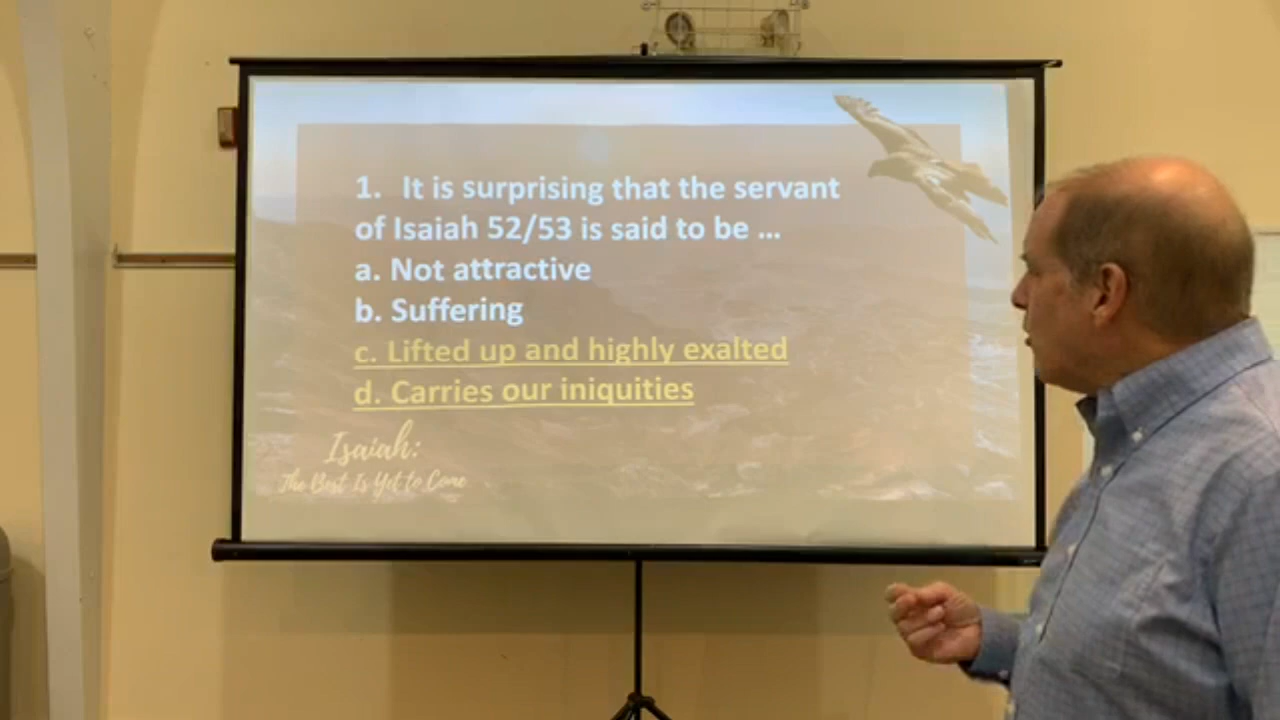 1. It is surprising that the servant
of Isaiah 52/53 is said to be ...
a. Not attractive
b. Suffering
c. Lifted up and highly exalted
d. Carries our iniquities
Isaiah:
The Best Is Yet to Come